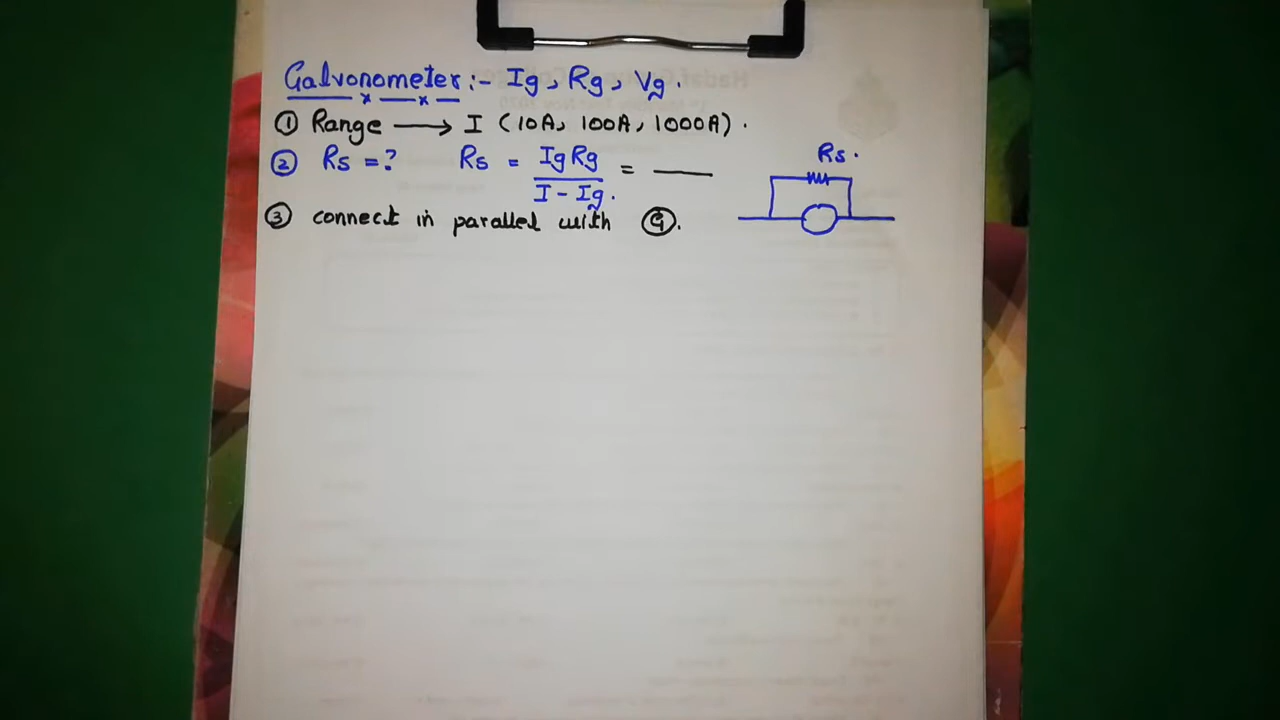 Galvonometer:- Ig, Rg, Vg.
① Range → I (10A, 100A, 1000A).
② Rs = ? Rs = IgRg / I - Ig. = ___
Rs.
③ connect in parallel with Ⓖ.